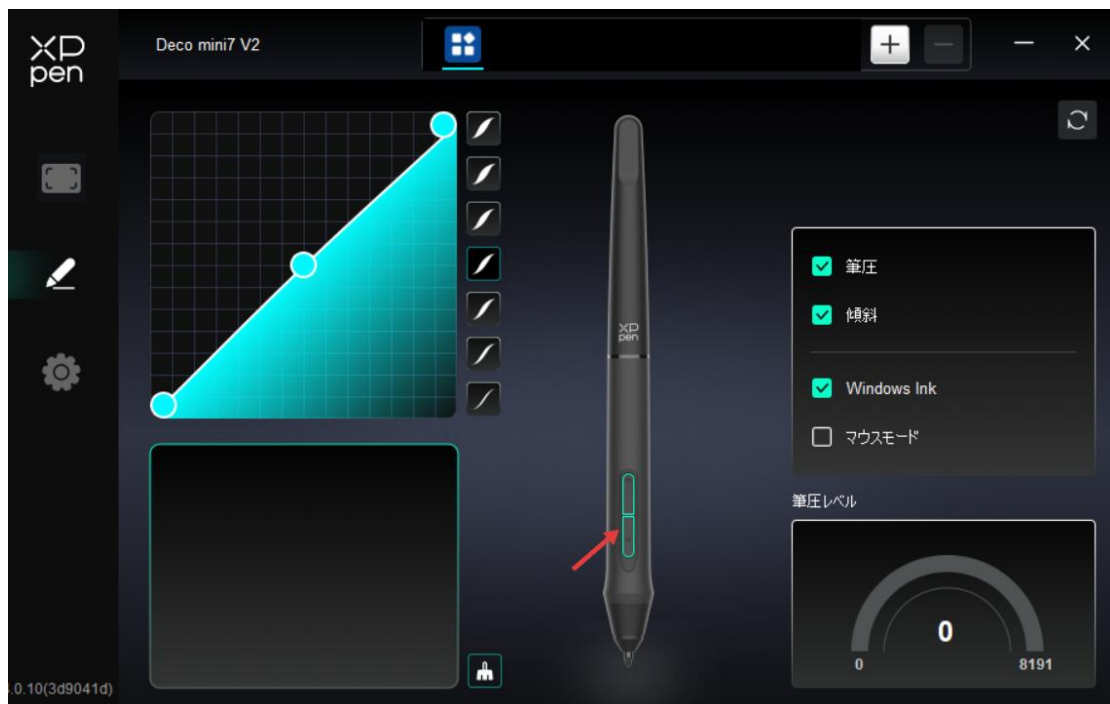 XP
pen
Deco mini7 V2
XP
pen
筆圧
傾斜
Windows Ink
マウスモード
筆圧レベル
0
0
8191
.0.10(3d9041d)